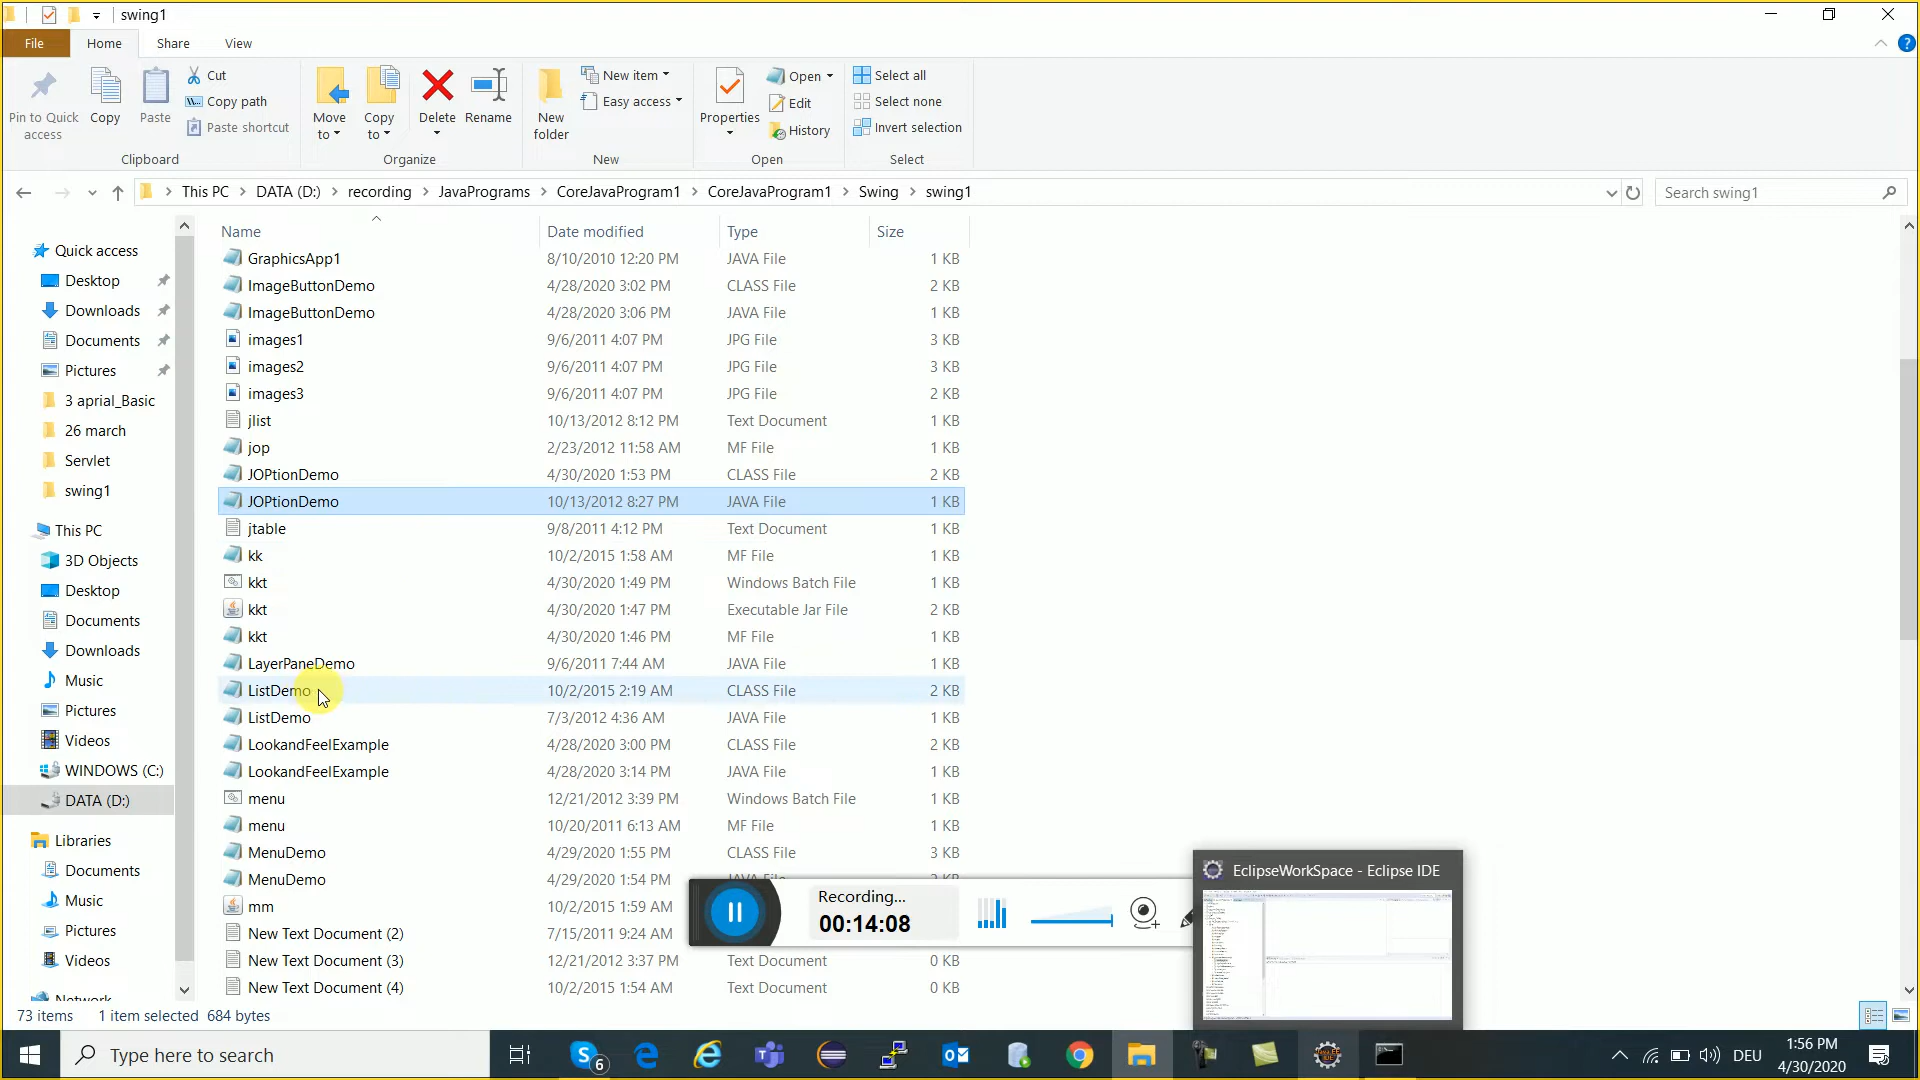 swing1
File Home Share View
Pin to Quick access
Copy
Paste
Cut
Copy path
Paste shortcut
Clipboard
Move to
Copy to
Delete
Rename
Organize
New folder
New item
Easy access
New
Properties
Open
Edit
History
Open
Select all
Select none
Invert selection
Select
This PC > DATA (D:) > recording > JavaPrograms > CoreJavaProgram1 > CoreJavaProgram1 > Swing > swing1
Search swing1
Quick access
Desktop
Downloads
Documents
Pictures
3 aprial_Basic
26 march
Servlet
swing1
This PC
3D Objects
Desktop
Documents
Downloads
Music
Pictures
Videos
WINDOWS (C:)
DATA (D:)
Libraries
Documents
Music
Pictures
Videos
Network
Name Date modified Type Size
GraphicsApp1 8/10/2010 12:20 PM JAVA File 1 KB
ImageButtonDemo 4/28/2020 3:02 PM CLASS File 2 KB
ImageButtonDemo 4/28/2020 3:06 PM JAVA File 1 KB
images1 9/6/2011 4:07 PM JPG File 3 KB
images2 9/6/2011 4:07 PM JPG File 3 KB
images3 9/6/2011 4:07 PM JPG File 2 KB
jlist 10/13/2012 8:12 PM Text Document 1 KB
jop 2/23/2012 11:58 AM MF File 1 KB
JOPtionDemo 4/30/2020 1:53 PM CLASS File 2 KB
JOPtionDemo 10/13/2012 8:27 PM JAVA File 1 KB
jtable 9/8/2011 4:12 PM Text Document 1 KB
kk 10/2/2015 1:58 AM MF File 1 KB
kkt 4/30/2020 1:49 PM Windows Batch File 1 KB
kkt 4/30/2020 1:47 PM Executable Jar File 2 KB
kkt 4/30/2020 1:46 PM MF File 1 KB
LayerPaneDemo 9/6/2011 7:44 AM JAVA File 1 KB
ListDemo 10/2/2015 2:19 AM CLASS File 2 KB
ListDemo 7/3/2012 4:36 AM JAVA File 1 KB
LookandFeelExample 4/28/2020 3:00 PM CLASS File 2 KB
LookandFeelExample 4/28/2020 3:14 PM JAVA File 1 KB
menu 12/21/2012 3:39 PM Windows Batch File 1 KB
menu 10/20/2011 6:13 AM MF File 1 KB
MenuDemo 4/29/2020 1:55 PM CLASS File 3 KB
MenuDemo 4/29/2020 1:54 PM JAVA File
mm 10/2/2015 1:59 AM
New Text Document (2) 7/15/2011 9:24 AM
New Text Document (3) 12/21/2012 3:37 PM Text Document 0 KB
New Text Document (4) 10/2/2015 1:54 AM Text Document 0 KB
Recording...
00:14:08
EclipseWorkSpace - Eclipse IDE
73 items 1 item selected 684 bytes
Type here to search
6
DEU
1:56 PM
4/30/2020